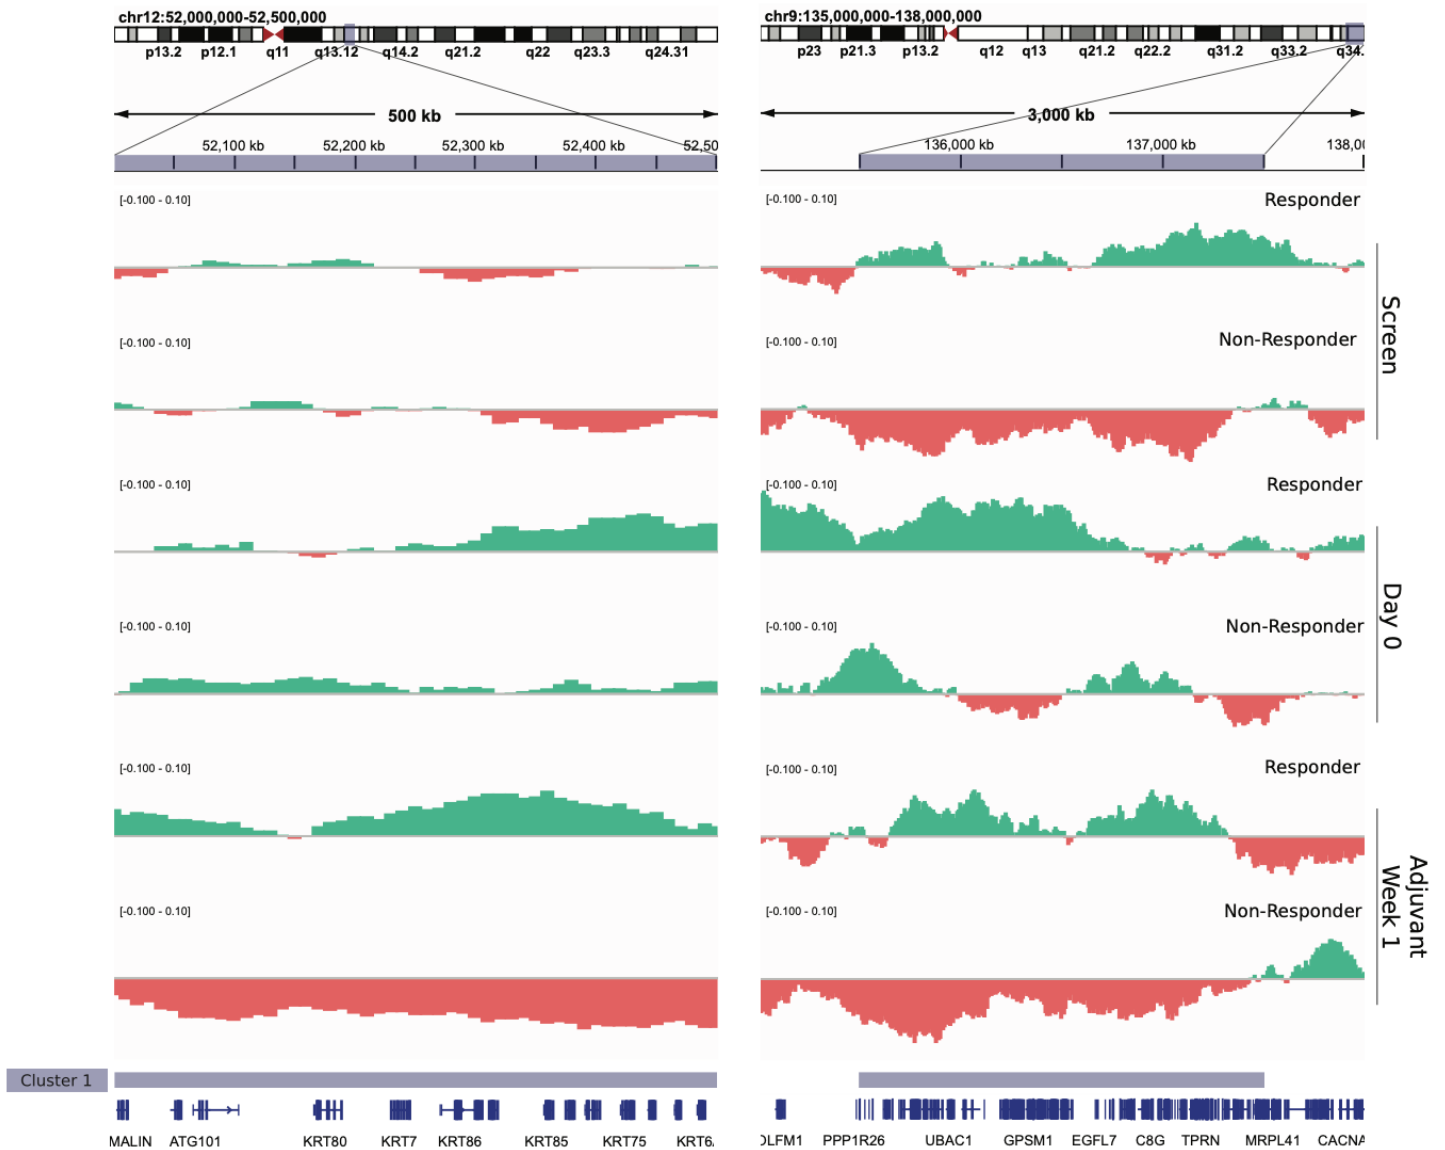 chr12:52,000,000-52,500,000
p13.2 p12.1 q11 q13.12 q14.2 q21.2 q22 q23.3 q24.31
500 kb
52,100 kb 52,200 kb 52,300 kb 52,400 kb 52,50
chr9:135,000,000-138,000,000
p23 p21.3 p13.2 q12 q13 q21.2 q22.2 q31.2 q33.2 q34.
3,000 kb
136,000 kb 137,000 kb 138,0
[-0.100 - 0.10] [-0.100 - 0.10] Responder
[-0.100 - 0.10] [-0.100 - 0.10] Non-Responder
Screen
[-0.100 - 0.10] [-0.100 - 0.10] Responder
[-0.100 - 0.10] [-0.100 - 0.10] Non-Responder
Day 0
[-0.100 - 0.10] [-0.100 - 0.10] Responder
[-0.100 - 0.10] [-0.100 - 0.10] Non-Responder
Adjuvant
Week 1
Cluster 1
MALIN ATG101 KRT80 KRT7 KRT86 KRT85 KRT75 KRT6
OLFM1 PPP1R26 UBAC1 GPSM1 EGFL7 C8G TPRN MRPL41 CACNA